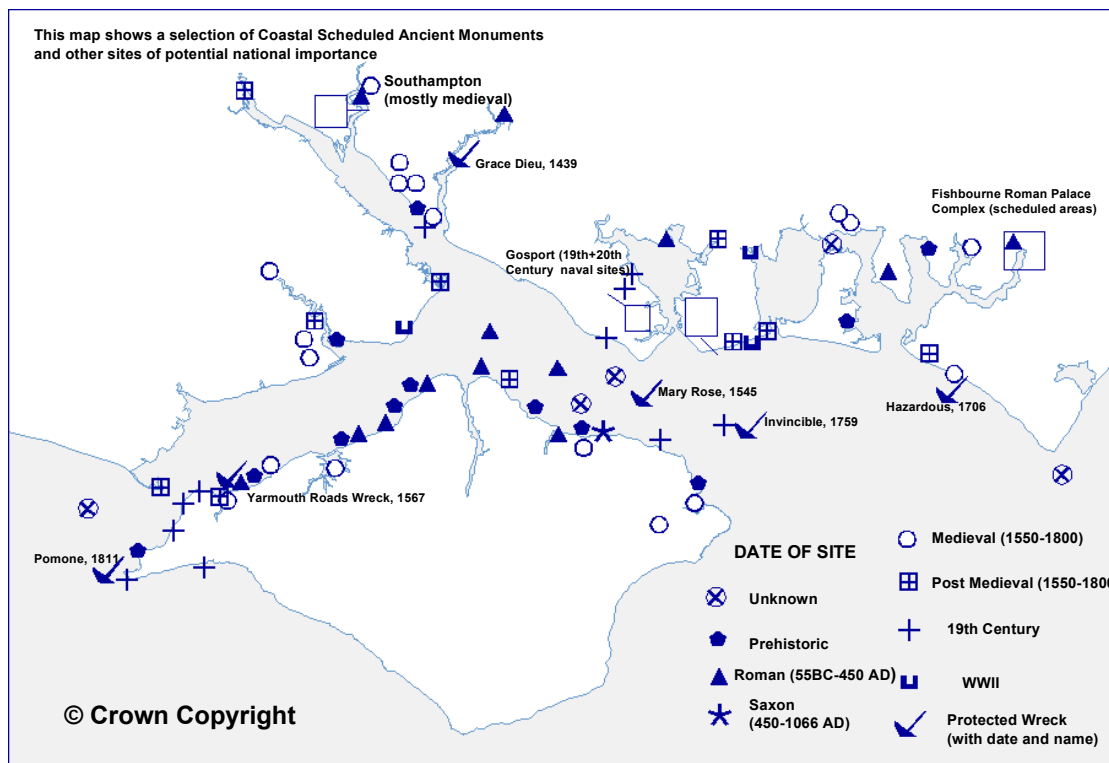 This map shows a selection of Coastal Scheduled Ancient Monuments
and other sites of potential national importance
Southampton
(mostly medieval)
Grace Dieu, 1439
Fishbourne Roman Palace
Complex (scheduled areas)
Gosport (19th+20th
Century naval sites)
Mary Rose, 1545
Hazardous, 1706
Invincible, 1759
Yarmouth Roads Wreck, 1567
Pomone, 1811
DATE OF SITE
Unknown
Prehistoric
Roman (55BC-450 AD)
Saxon
(450-1066 AD)
Medieval (1550-1800)
Post Medieval (1550-1800
19th Century
WWII
Protected Wreck
(with date and name)
© Crown Copyright